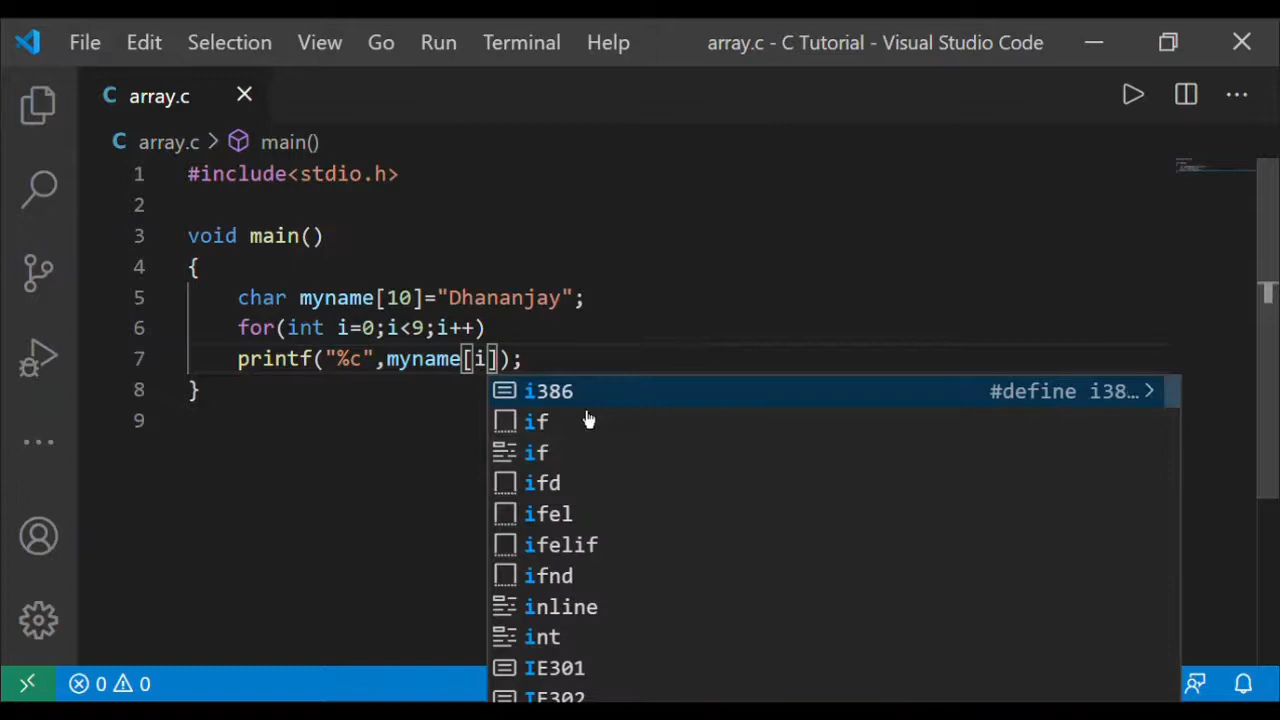 File Edit Selection View Go Run Terminal Help array.c - C Tutorial - Visual Studio Code
C array.c
C array.c > main()
1 #include<stdio.h>
2
3 void main()
4 {
5 char myname[10]="Dhananjay";
6 for(int i=0;i<9;i++)
7 printf("%c",myname[i]);
8 }
9
i386 #define i38…
if
if
ifd
ifel
ifelif
ifnd
inline
int
IE301
IE302
0 0